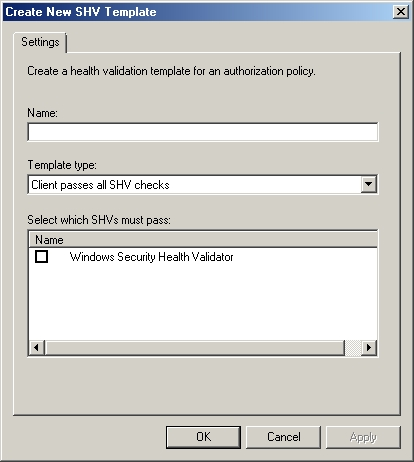 Create New SHV Template
Settings
Create a health validation template for an authorization policy.
Name:
Template type:
Client passes all SHV checks
Select which SHVs must pass:
Name
Windows Security Health Validator
OK Cancel Apply